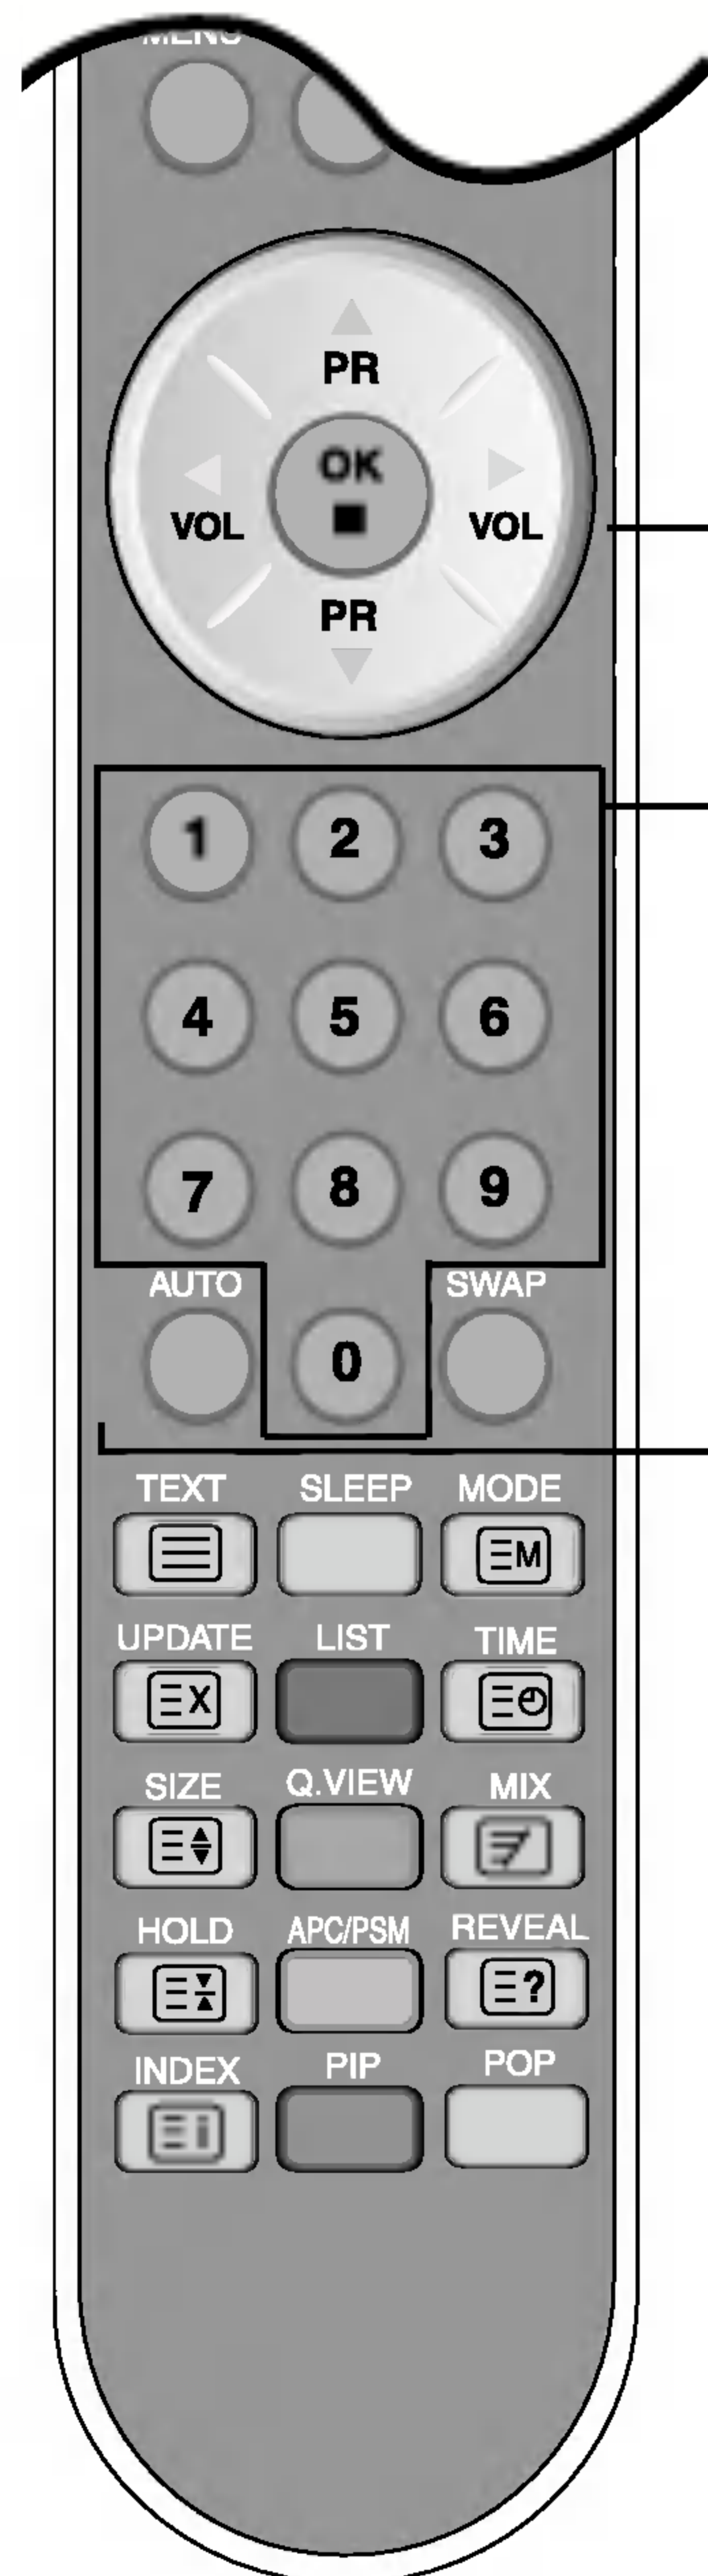 MENU
PR
OK
VOL VOL
PR
1 2 3
4 5 6
7 8 9
AUTO SWAP
0
TEXT SLEEP MODE
M
UPDATE LIST TIME
X
SIZE Q.VIEW MIX
HOLD APC/PSM REVEAL
?
INDEX PIP POP
i